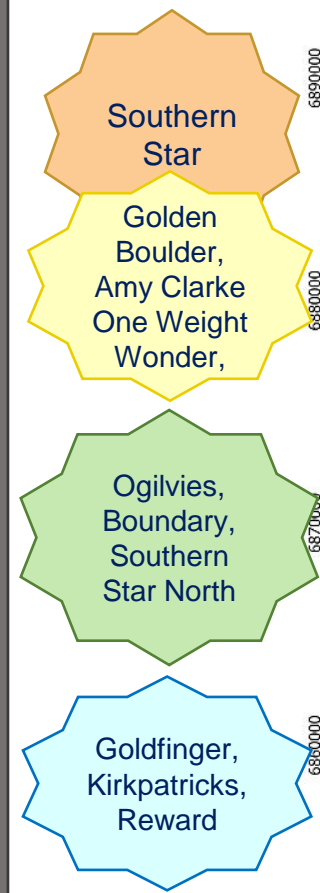 Southern
Star
Golden
Boulder,
Amy Clarke
One Weight
Wonder,
Ogilvies,
Boundary,
Southern
Star North
Goldfinger,
Kirkpatricks,
Reward
6890000
6880000
6870000
6860000